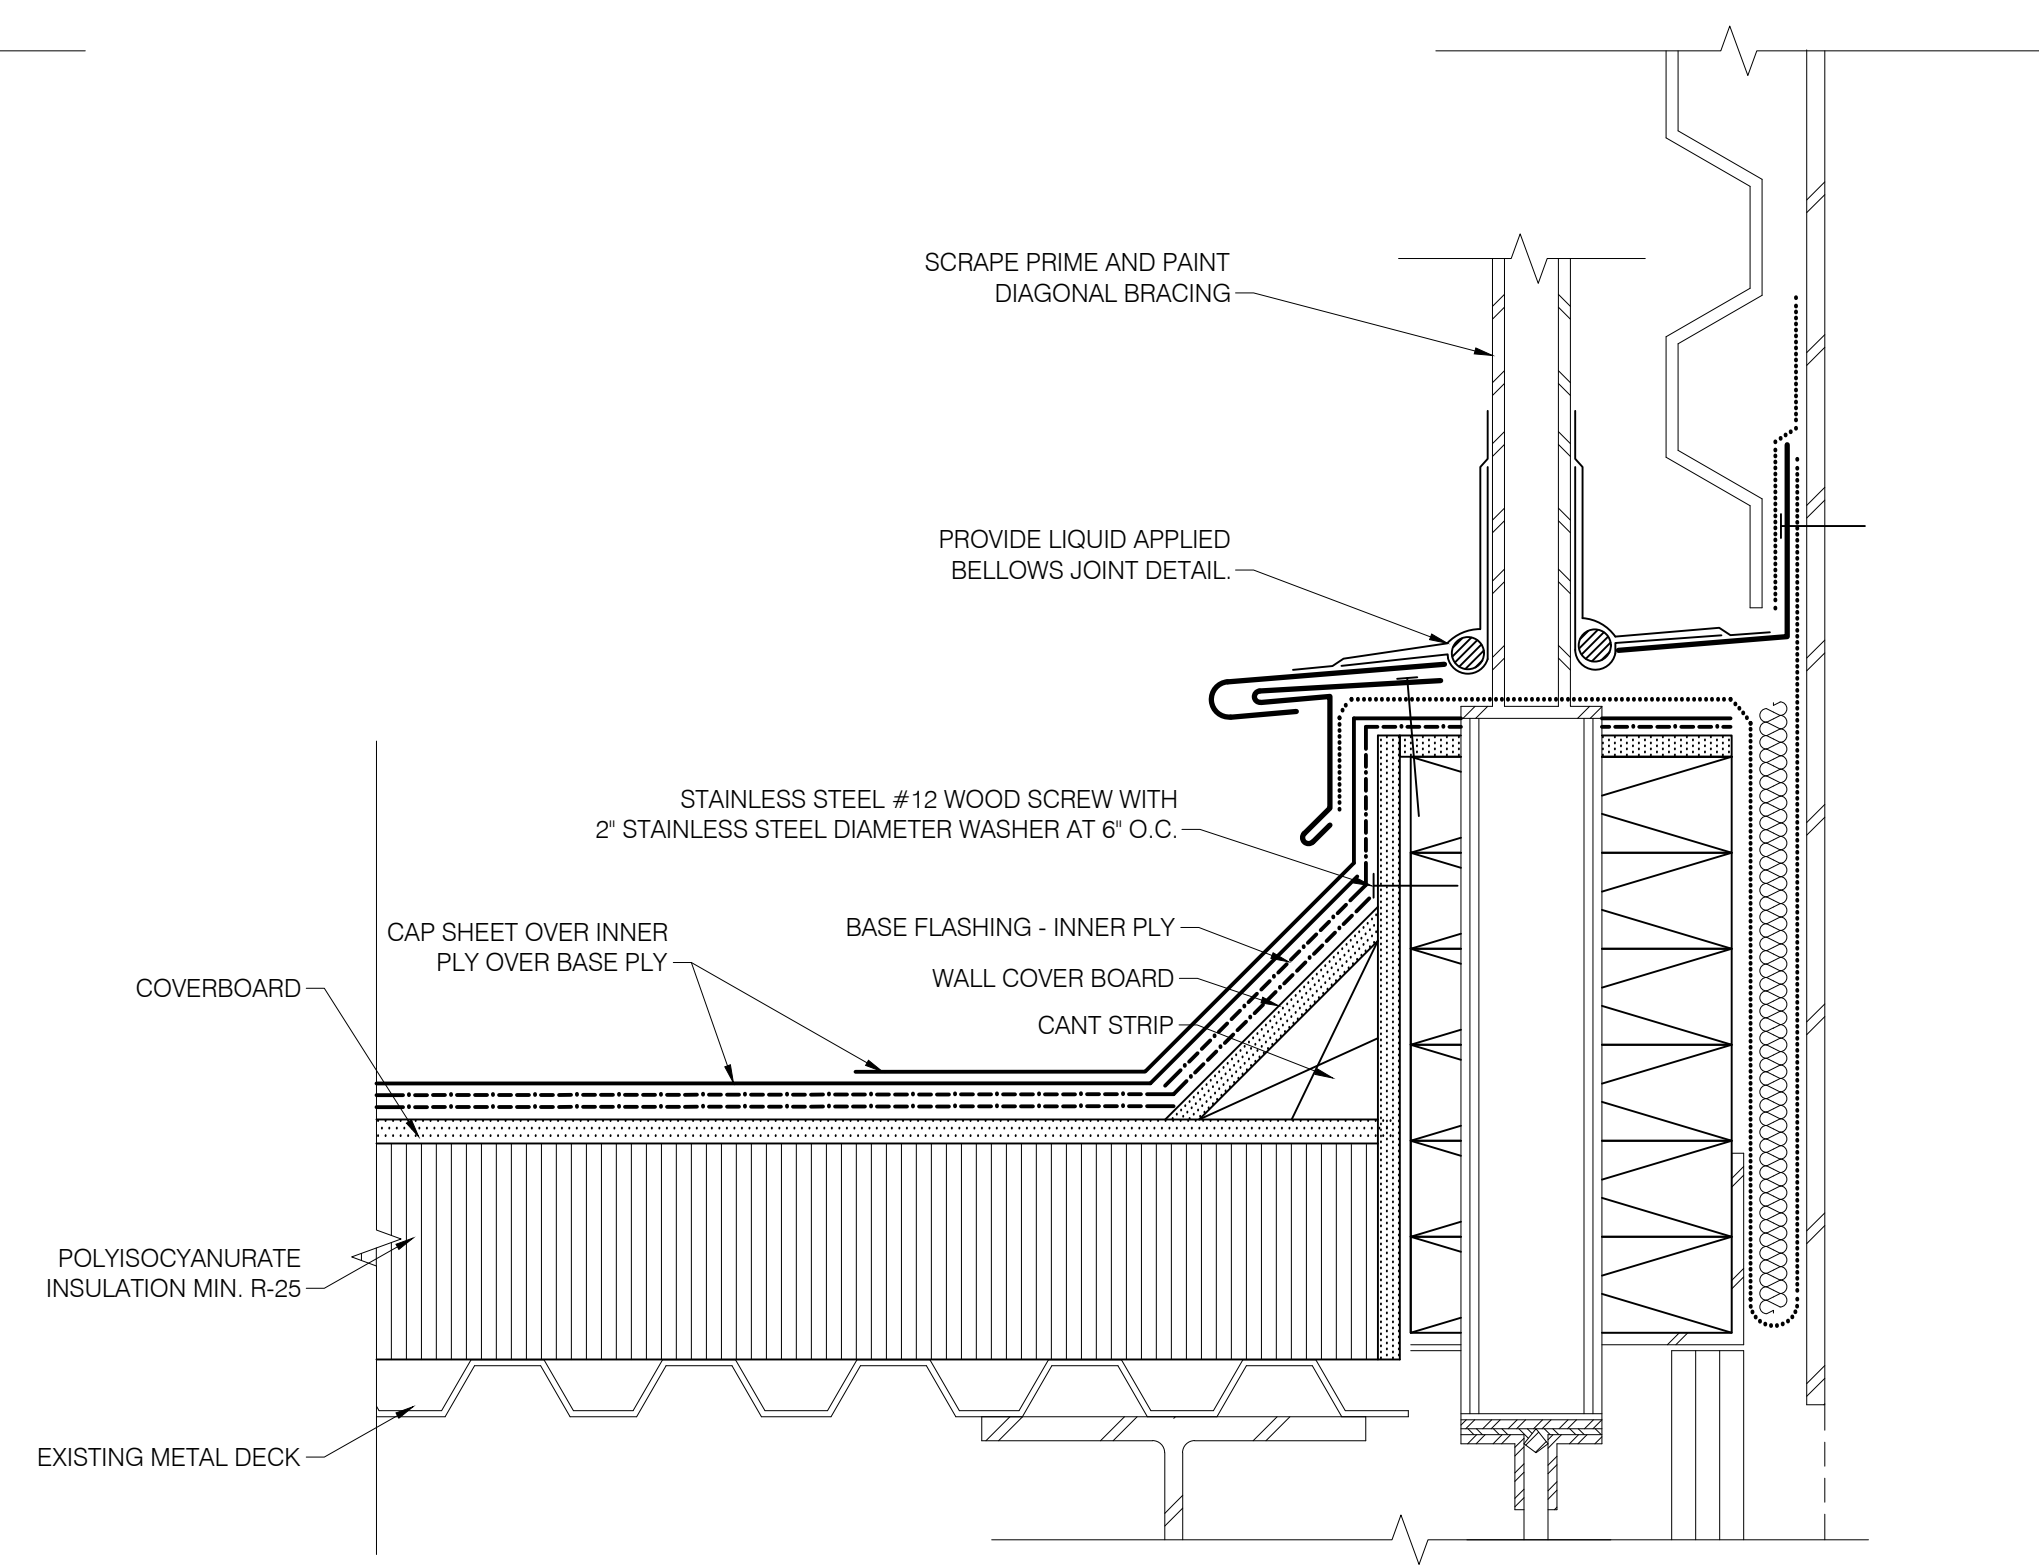 SCRAPE PRIME AND PAINT
DIAGONAL BRACING
PROVIDE LIQUID APPLIED
BELLOWS JOINT DETAIL.
STAINLESS STEEL #12 WOOD SCREW WITH
2" STAINLESS STEEL DIAMETER WASHER AT 6" O.C.
BASE FLASHING - INNER PLY
CAP SHEET OVER INNER
PLY OVER BASE PLY
WALL COVER BOARD
COVERBOARD
CANT STRIP
POLYISOCYANURATE
INSULATION MIN. R-25
EXISTING METAL DECK